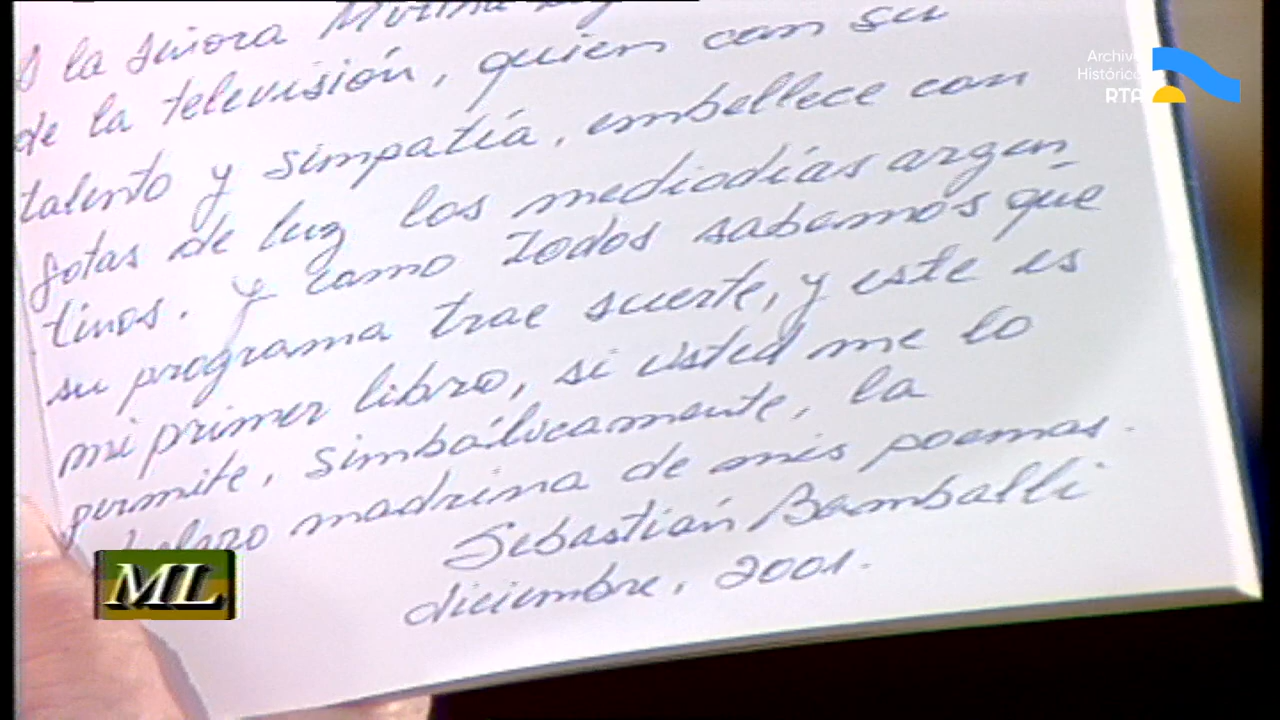 la señora Mirtha
de la televisión, quien con su
talento y simpatía, embellece con
gotas de luz los mediodías argen-
tinos. Y como todos sabemos que
su programa trae suerte, y este es
mi primer libro, si usted me lo
permite, simbólicamente, la
madrina de mis poemas.
Sebastián Bamballi
diciembre, 2001.
Archivo
Histórico
RTA
ML